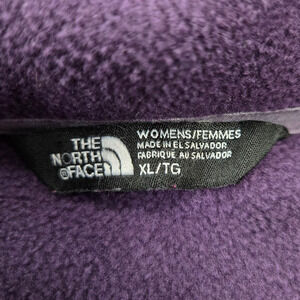 THE
NORTH
FACE
®
WOMENS/FEMMES
MADE IN EL SALVADOR
FABRIQUE AU SALVADOR
XL/TG